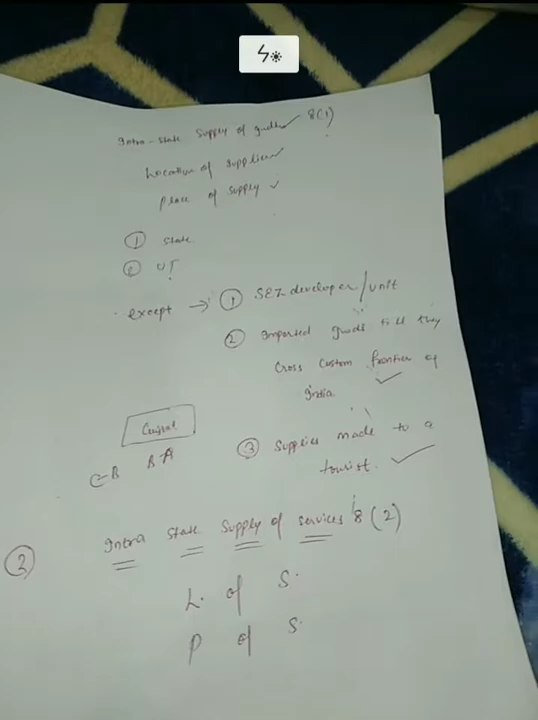 Intra-state supply of goods 8(1)
Location of supplier
place of supply
① state
② UT
except → ① SEZ developer/unit
② Imported goods till they
Cross custom frontier of
India.
③ Supplies made to a
tourist.
B A
② Intra State Supply of services 8(2)
L. of S.
P of S.